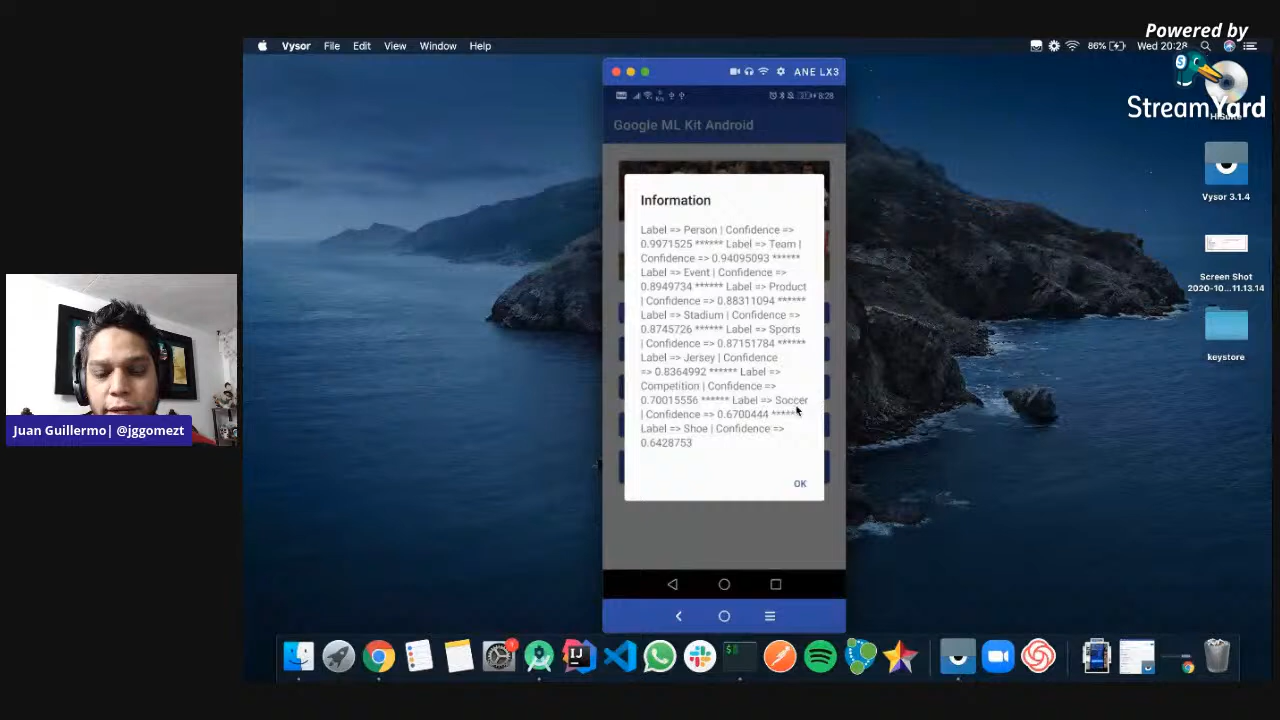 Powered by
StreamYard
Vysor File Edit View Window Help
86% Wed 20:28
ANE LX3
8:28
Google ML Kit Android
Information
Label => Person | Confidence =>
0.9971525 ****** Label => Team |
Confidence => 0.94095093 ******
Label => Event | Confidence =>
0.8949734 ****** Label => Product
| Confidence => 0.88311094 ******
Label => Stadium | Confidence =>
0.8745726 ****** Label => Sports
| Confidence => 0.87151784 ******
Label => Jersey | Confidence
=> 0.8364992 ****** Label =>
Competition | Confidence =>
0.70015556 ****** Label => Soccer
| Confidence => 0.6700444 ******
Label => Shoe | Confidence =>
0.6428753
OK
HiSuite
Vysor 3.1.4
Screen Shot
2020-10...11.13.14
keystore
Juan Guillermo| @jggomezt